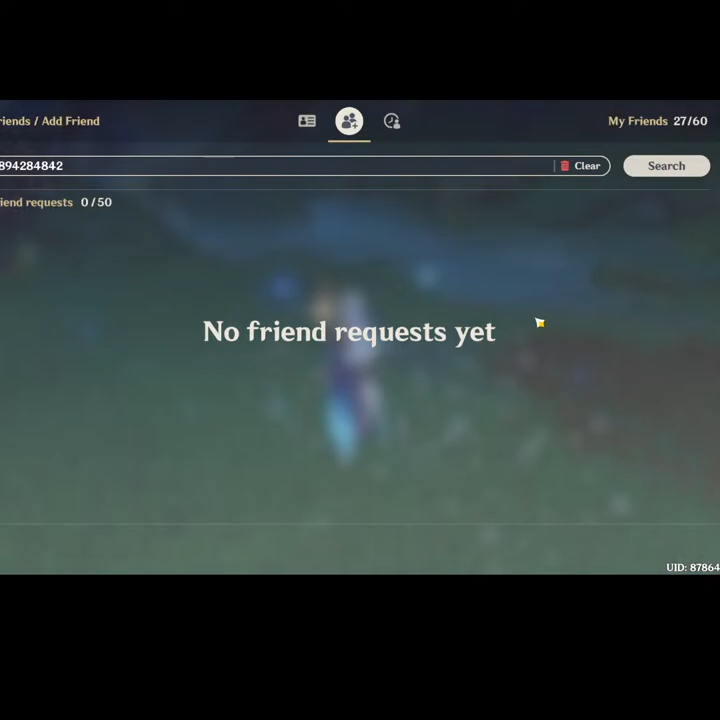 riends / Add Friend
My Friends 27/60
894284842
Clear
Search
iend requests 0/50
No friend requests yet
UID: 87864